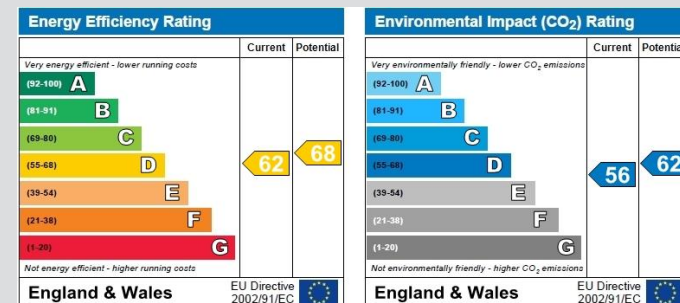 Energy Efficiency Rating
Current Potential
Very energy efficient - lower running costs
(92-100) A
(81-91) B
(69-80) C
(55-68) D
(39-54) E
(21-38) F
(1-20) G
62
68
Not energy efficient - higher running costs
England & Wales
EU Directive
2002/91/EC
Environmental Impact (CO2) Rating
Current Potential
Very environmentally friendly - lower CO2 emissions
(92-100) A
(81-91) B
(69-80) C
(55-68) D
(39-54) E
(21-38) F
(1-20) G
56
62
Not environmentally friendly - higher CO2 emissions
England & Wales
EU Directive
2002/91/EC